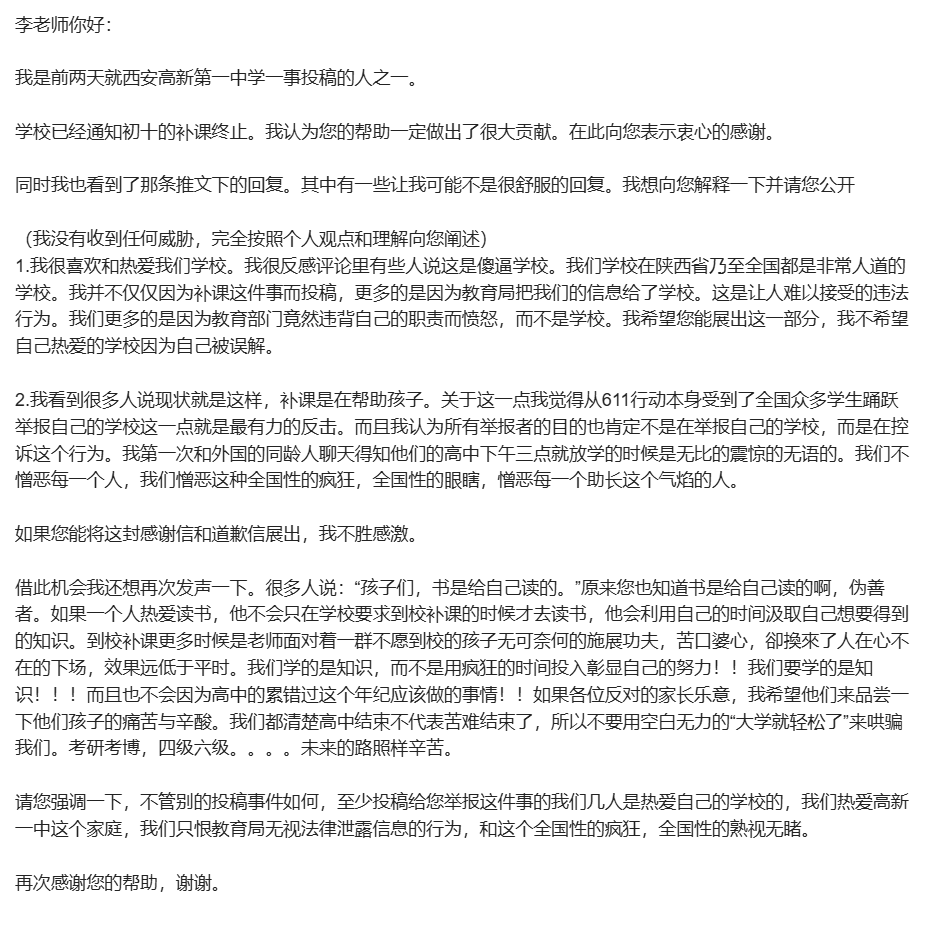 李老师你好：
我是前两天就西安高新第一中学一事投稿的人之一。
学校已经通知初十的补课终止。我认为您的帮助一定做出了很大贡献。在此向您表示衷心的感谢。
同时我也看到了那条推文下的回复。其中有一些让我可能不是很舒服的回复。我想向您解释一下并请您公开
（我没有收到任何威胁，完全按照个人观点和理解向您阐述）
1.我很喜欢和热爱我们学校。我很反感评论里有些人说这是傻逼学校。我们学校在陕西省乃至全国都是非常人道的
学校。我并不仅仅因为补课这件事而投稿，更多的是因为教育局把我们的信息给了学校。这是让人难以接受的违法
行为。我们更多的是因为教育部门竟然违背自己的职责而愤怒，而不是学校。我希望您能展出这一部分，我不希望
自己热爱的学校因为自己被误解。
2.我看到很多人说现状就是这样，补课是在帮助孩子。关于这一点我觉得从611行动本身受到了全国众多学生踊跃
举报自己的学校这一点就是最有力的反击。而且我认为所有举报者的目的也肯定不是在举报自己的学校，而是在控
诉这个行为。我第一次和外国的同龄人聊天得知他们的高中下午三点就放学的时候是无比的震惊的无语的。我们不
憎恶每一个人，我们憎恶这种全国性的疯狂，全国性的眼瞎，憎恶每一个助长这个气焰的人。
如果您能将这封感谢信和道歉信展出，我不胜感激。
借此机会我还想再次发声一下。很多人说：“孩子们，书是给自己读的。”原来您也知道书是给自己读的啊，伪善
者。如果一个人热爱读书，他不会只在学校要求到校补课的时候才去读书，他会利用自己的时间汲取自己想要得到
的知识。到校补课更多时候是老师面对着一群不愿到校的孩子无可奈何的施展功夫，苦口婆心，卻換來了人在心不
在的下场，效果远低于平时。我们学的是知识，而不是用疯狂的时间投入彰显自己的努力！！我们要学的是知
识！！！而且也不会因为高中的累错过这个年纪应该做的事情！！如果各位反对的家长乐意，我希望他们来品尝一
下他们孩子的痛苦与辛酸。我们都清楚高中结束不代表苦难结束了，所以不要用空白无力的“大学就轻松了”来哄骗
我们。考研考博，四级六级。。。。未来的路照样辛苦。
请您强调一下，不管别的投稿事件如何，至少投稿给您举报这件事的我们几人是热爱自己的学校的，我们热爱高新
一中这个家庭，我们只恨教育局无视法律泄露信息的行为，和这个全国性的疯狂，全国性的熟视无睹。
再次感谢您的帮助，谢谢。